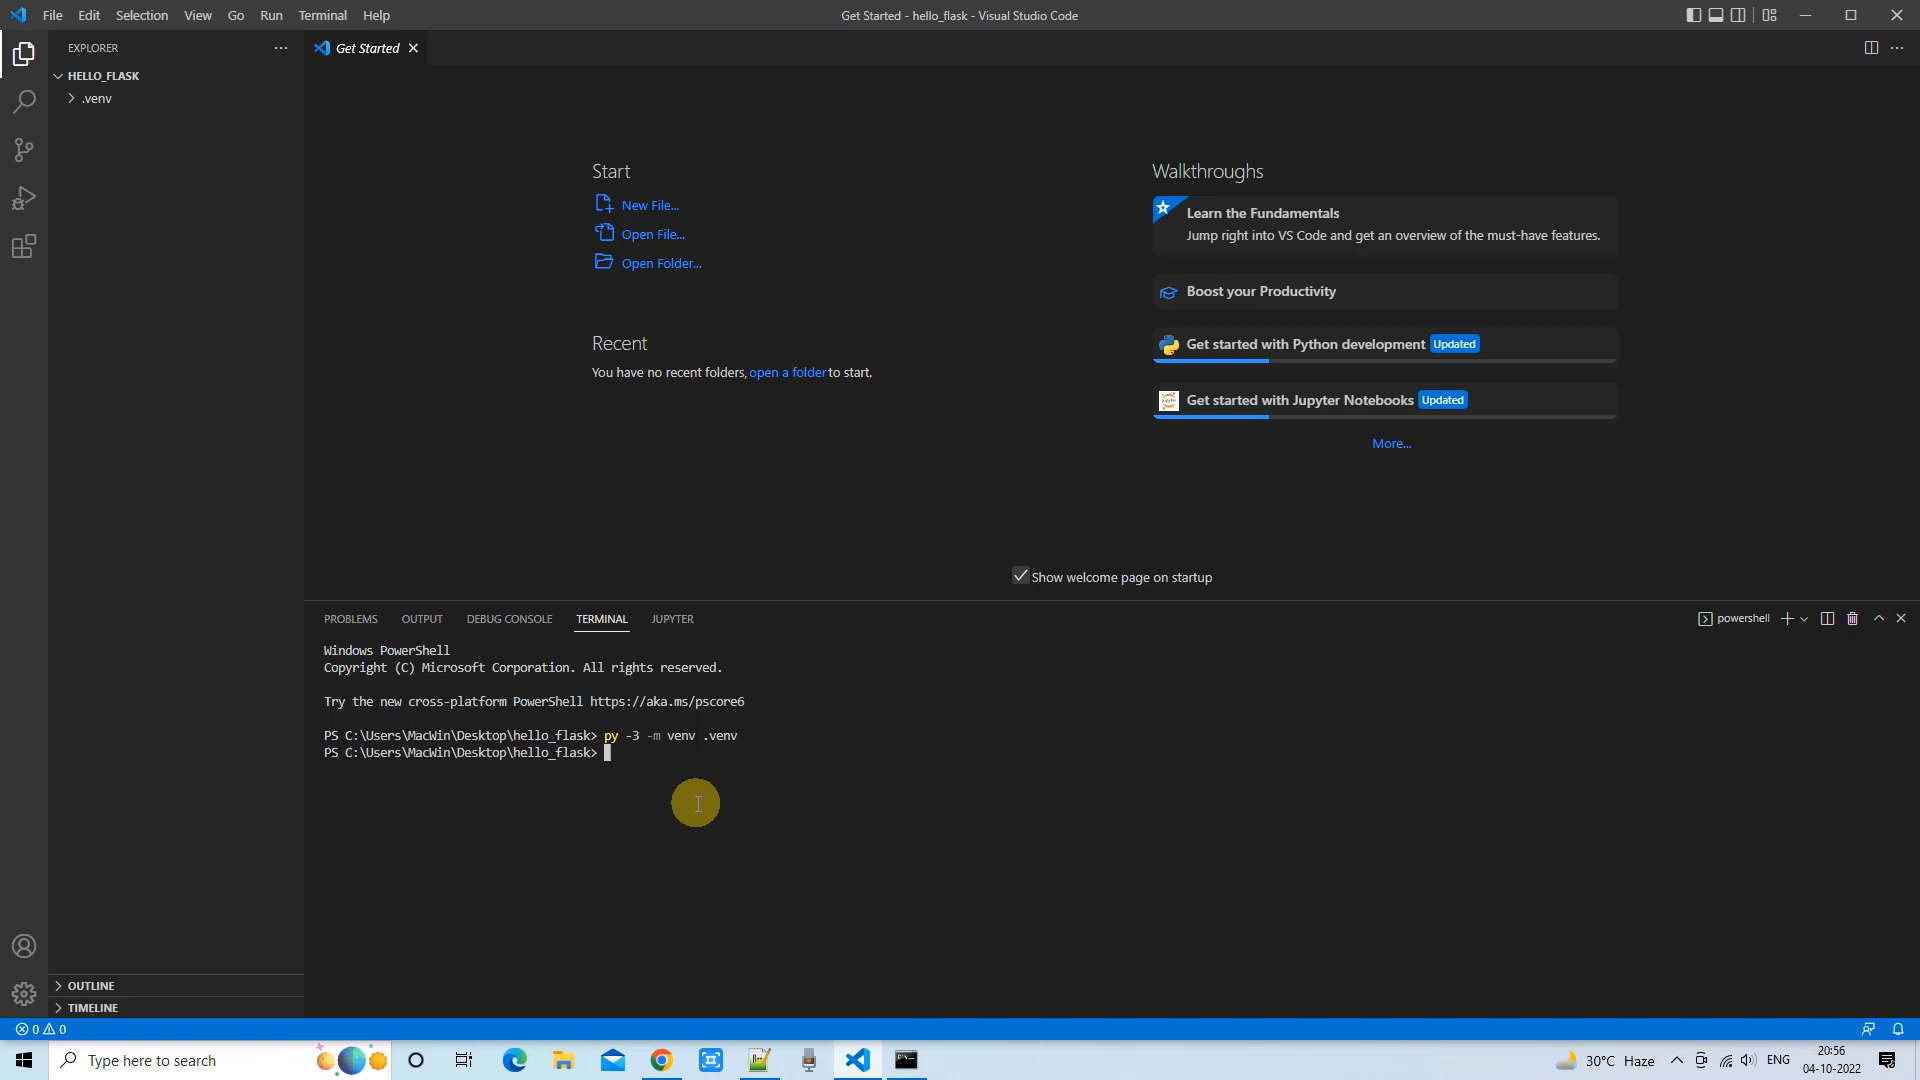 File Edit Selection View Go Run Terminal Help
Get Started - hello_flask - Visual Studio Code
EXPLORER
HELLO_FLASK
.venv
Get Started
Start
New File...
Open File...
Open Folder...
Recent
You have no recent folders, open a folder to start.
Walkthroughs
Learn the Fundamentals
Jump right into VS Code and get an overview of the must-have features.
Boost your Productivity
Get started with Python development Updated
Get started with Jupyter Notebooks Updated
More...
Show welcome page on startup
PROBLEMS OUTPUT DEBUG CONSOLE TERMINAL JUPYTER
powershell
Windows PowerShell
Copyright (C) Microsoft Corporation. All rights reserved.
Try the new cross-platform PowerShell https://aka.ms/pscore6
PS C:\Users\MacWin\Desktop\hello_flask> py -3 -m venv .venv
PS C:\Users\MacWin\Desktop\hello_flask>
OUTLINE
TIMELINE
0 0
Type here to search
30°C Haze
ENG
20:56
04-10-2022